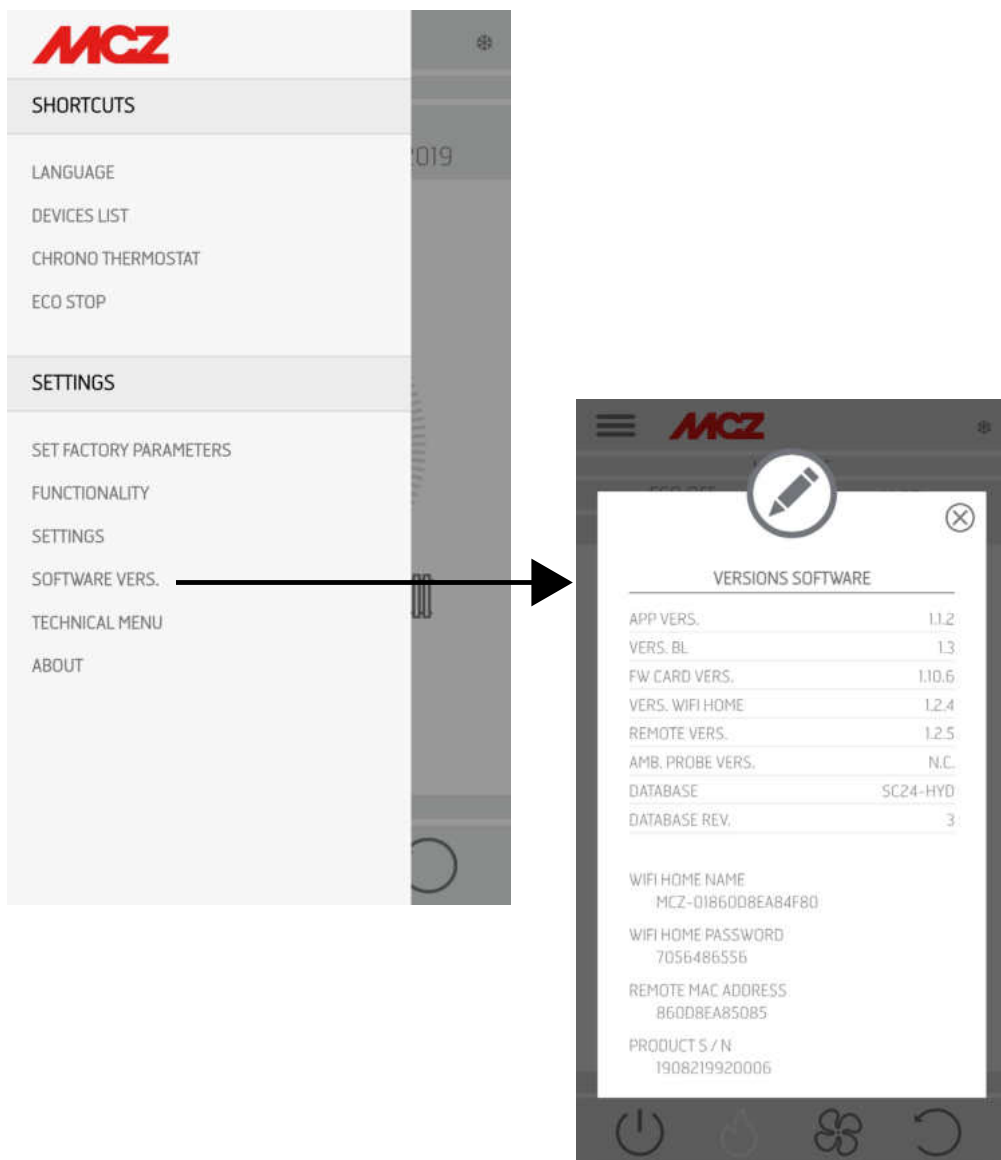 MCZ
SHORTCUTS
2019
LANGUAGE
DEVICES LIST
CHRONO THERMOSTAT
ECO STOP
SETTINGS
SET FACTORY PARAMETERS
FUNCTIONALITY
SETTINGS
SOFTWARE VERS.
TECHNICAL MENU
ABOUT
MCZ
VERSIONS SOFTWARE
APP VERS. 1.1.2
VERS. BL 1.3
FW CARD VERS. 1.10.6
VERS. WIFI HOME 1.2.4
REMOTE VERS. 1.2.5
AMB. PROBE VERS. N.C.
DATABASE SC24-HYD
DATABASE REV. 3
WIFI HOME NAME
MCZ-01860D8EA84F80
WIFI HOME PASSWORD
7056486556
REMOTE MAC ADDRESS
860D8EA85085
PRODUCT S / N
1908219920006